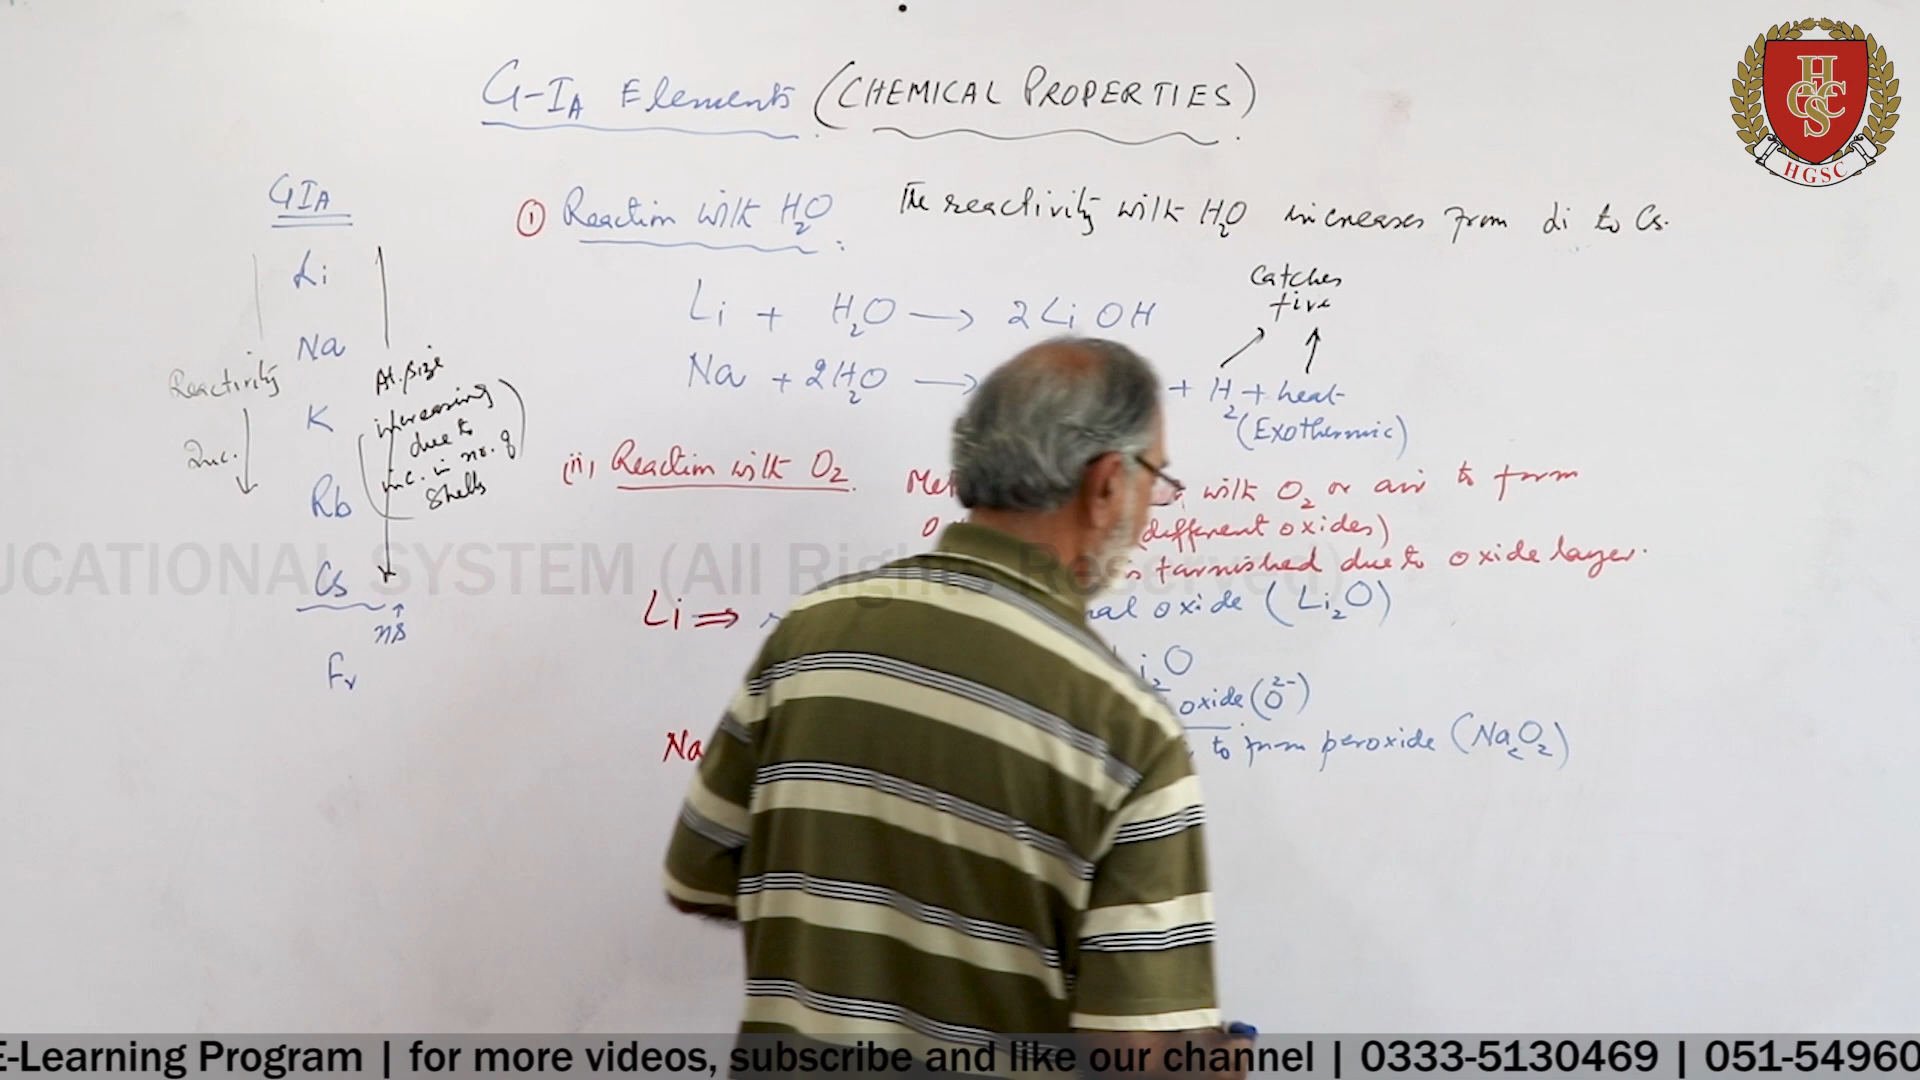 G-IA Elements (CHEMICAL PROPERTIES)
HGSC
GIA
Li
Na
K
Rb
Cs
Fr
ns
Reactivity
Inc.
At. size
increasing
due to
inc. in no. of
Shells
(i) Reaction with H2O
The reactivity with H2O increases from Li to Cs.
Li + H2O → 2LiOH
Catches
fire
Na + 2H2O → + H2 + heat
(Exothermic)
(ii) Reaction with O2
with O2 or air to form
(different oxides)
is tarnished due to oxide layer.
Li ⇒ oxide (Li2O)
oxide (O2-)
Na to form peroxide (Na2O2)
UCATIONAL SYSTEM (All Rights Reserved)
E-Learning Program | for more videos, subscribe and like our channel | 0333-5130469 | 051-54960